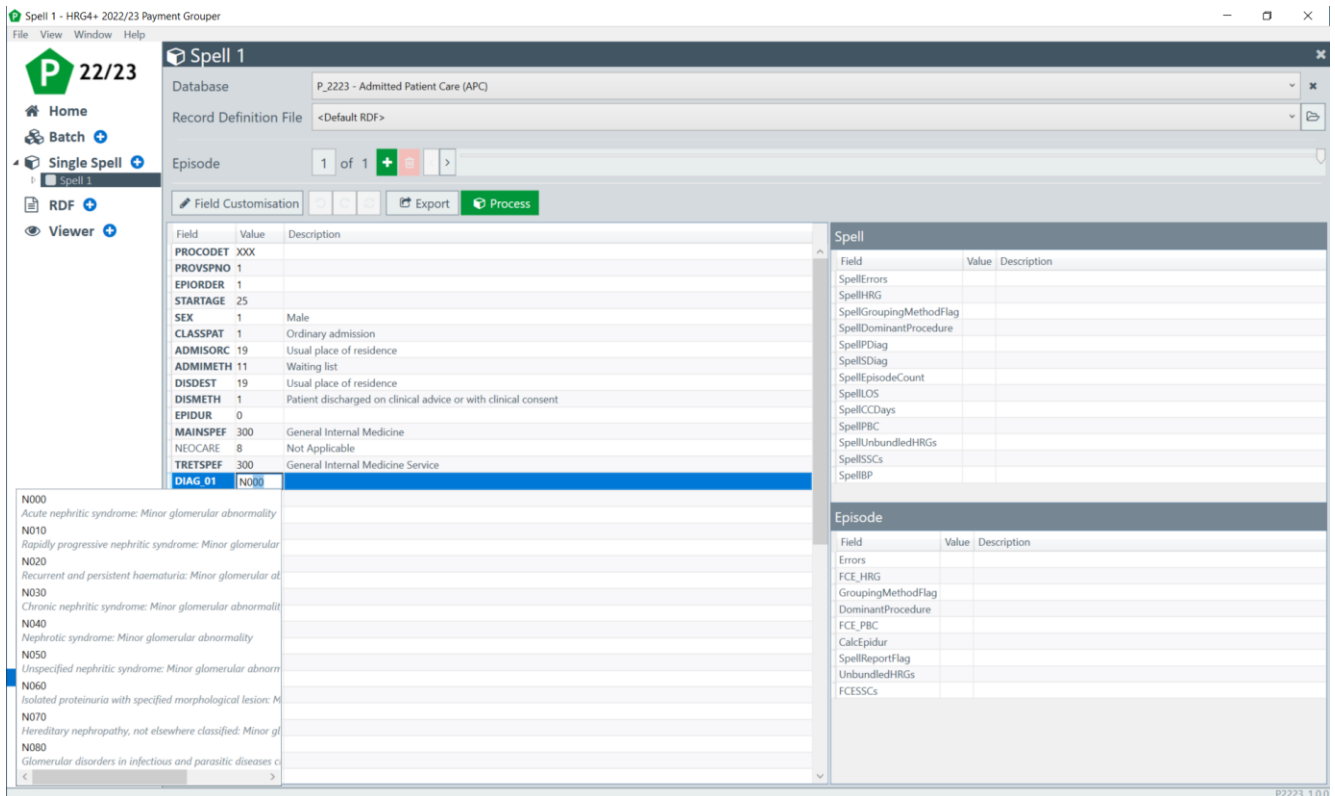 Spell 1 - HRG4+ 2022/23 Payment Grouper
File View Window Help
P 22/23
Home
Batch
Single Spell
Spell 1
RDF
Viewer
Spell 1
Database P_2223 - Admitted Patient Care (APC)
Record Definition File <Default RDF>
Episode 1 of 1
Field Customisation Export Process
Field Value Description
PROCODET XXX
PROVSPNO 1
EPIORDER 1
STARTAGE 25
SEX 1 Male
CLASSPAT 1 Ordinary admission
ADMISORC 19 Usual place of residence
ADMIMETH 11 Waiting list
DISDEST 19 Usual place of residence
DISMETH 1 Patient discharged on clinical advice or with clinical consent
EPIDUR 0
MAINSPEF 300 General Internal Medicine
NEOCARE 8 Not Applicable
TRETSPEF 300 General Internal Medicine Service
DIAG_01 N000
N000
Acute nephritic syndrome: Minor glomerular abnormality
N010
Rapidly progressive nephritic syndrome: Minor glomerular
N020
Recurrent and persistent haematuria: Minor glomerular
N030
Chronic nephritic syndrome: Minor glomerular abnormalit
N040
Nephrotic syndrome: Minor glomerular abnormality
N050
Unspecified nephritic syndrome: Minor glomerular abnorm
N060
Isolated proteinuria with specified morphological lesion: M
N070
Hereditary nephropathy, not elsewhere classified: Minor gl
N080
Glomerular disorders in infectious and parasitic diseases c
Spell
Field Value Description
SpellErrors
SpellHRG
SpellGroupingMethodFlag
SpellDominantProcedure
SpellPDiag
SpellSDiag
SpellEpisodeCount
SpellLOS
SpellCCDays
SpellPBC
SpellUnbundledHRGs
SpellSSCs
SpellBP
Episode
Field Value Description
Errors
FCE_HRG
GroupingMethodFlag
DominantProcedure
FCE_PBC
CalcEpidur
SpellReportFlag
UnbundledHRGs
FCESSCs
P2223_1.0.0